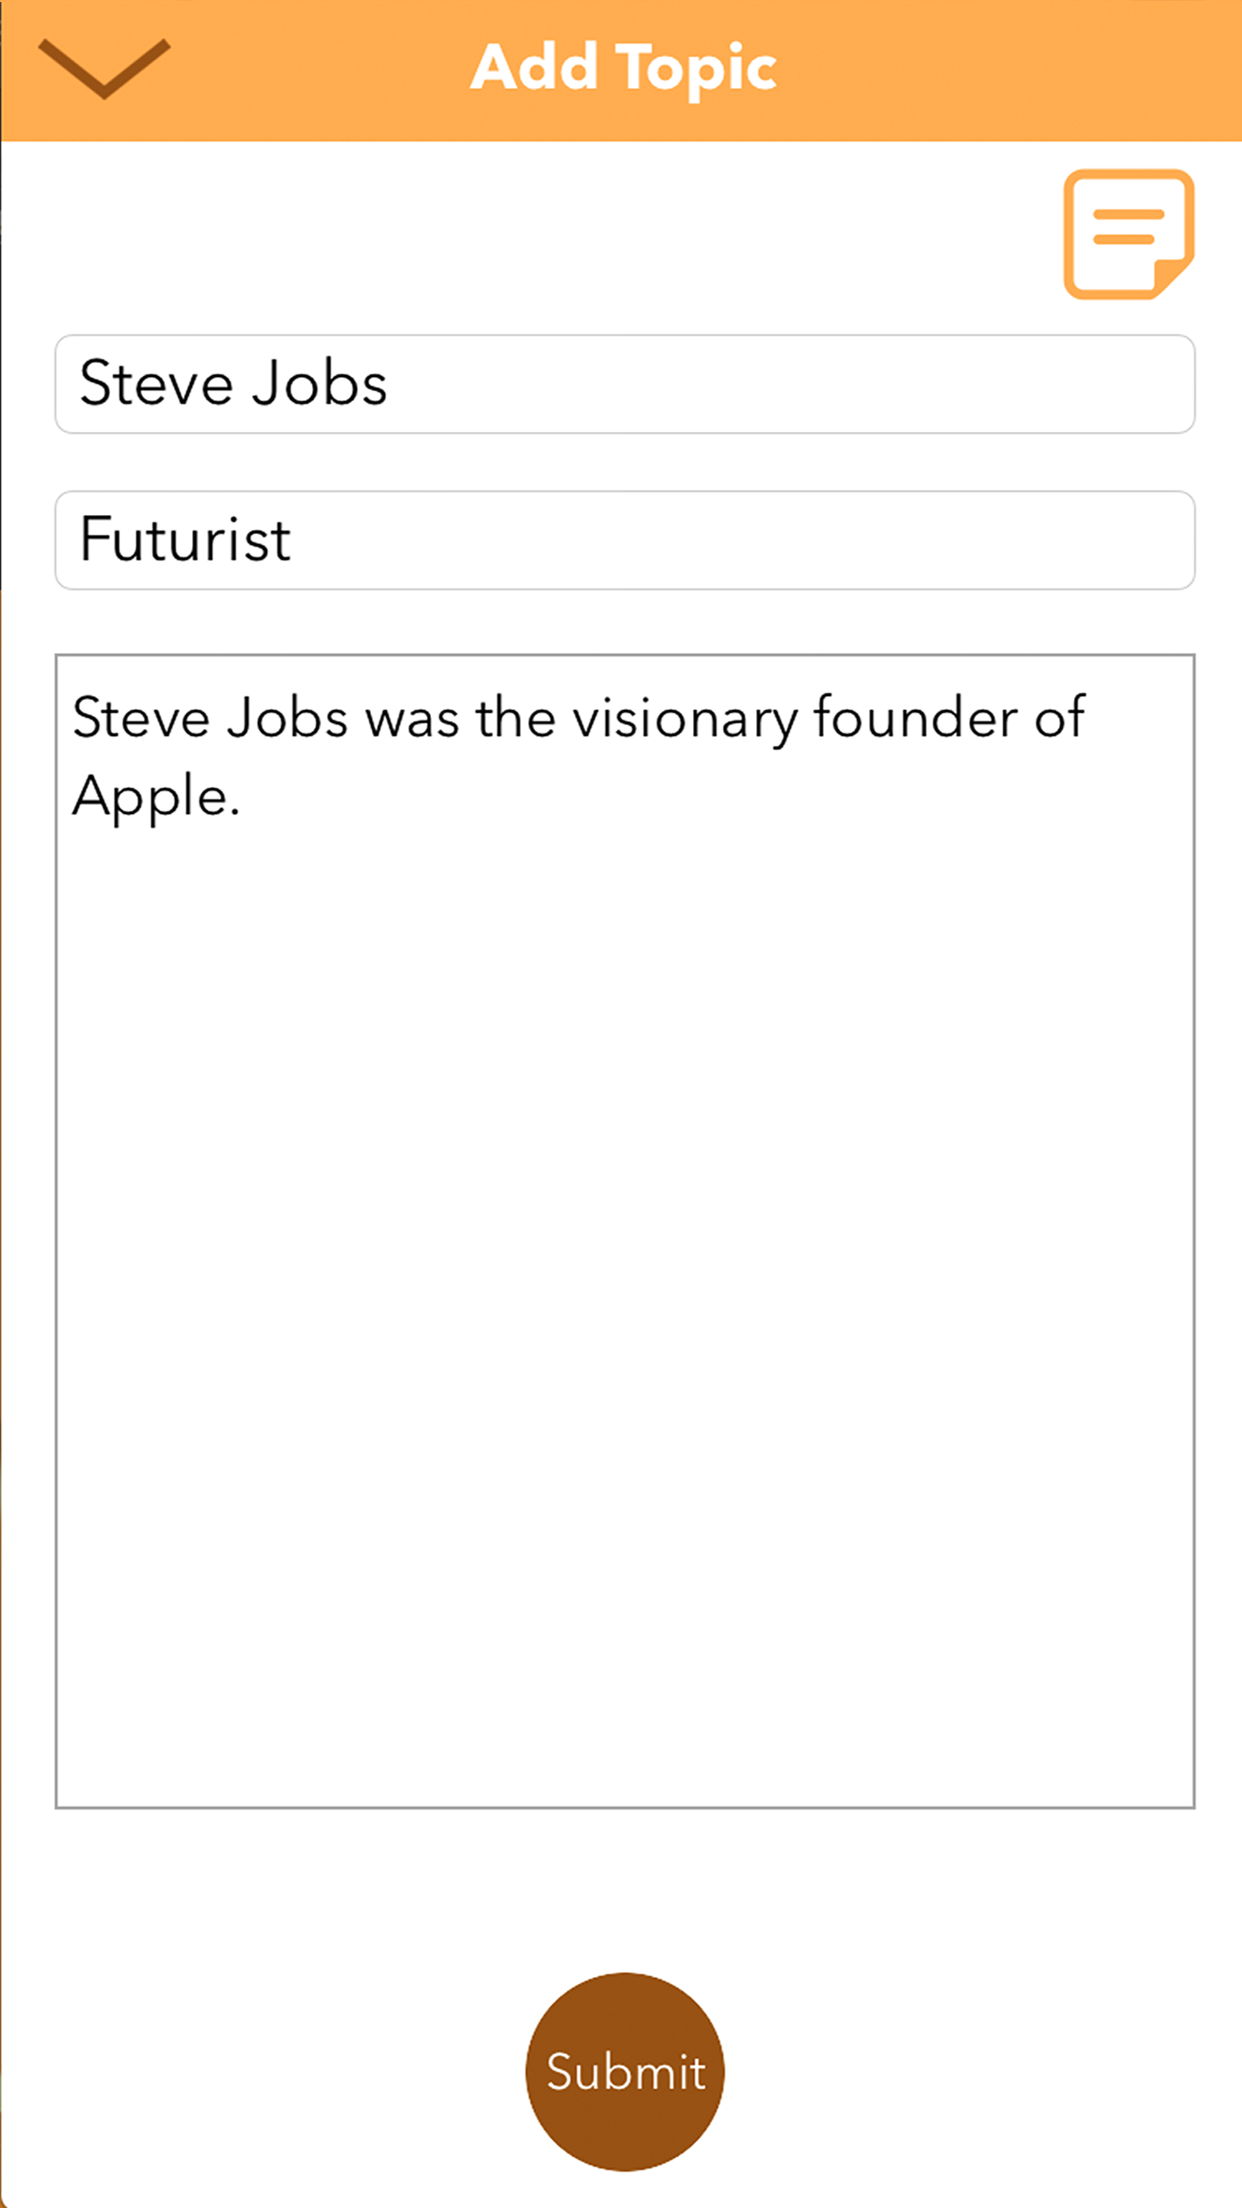 Add Topic
Steve Jobs
Futurist
Steve Jobs was the visionary founder of
Apple.
Submit